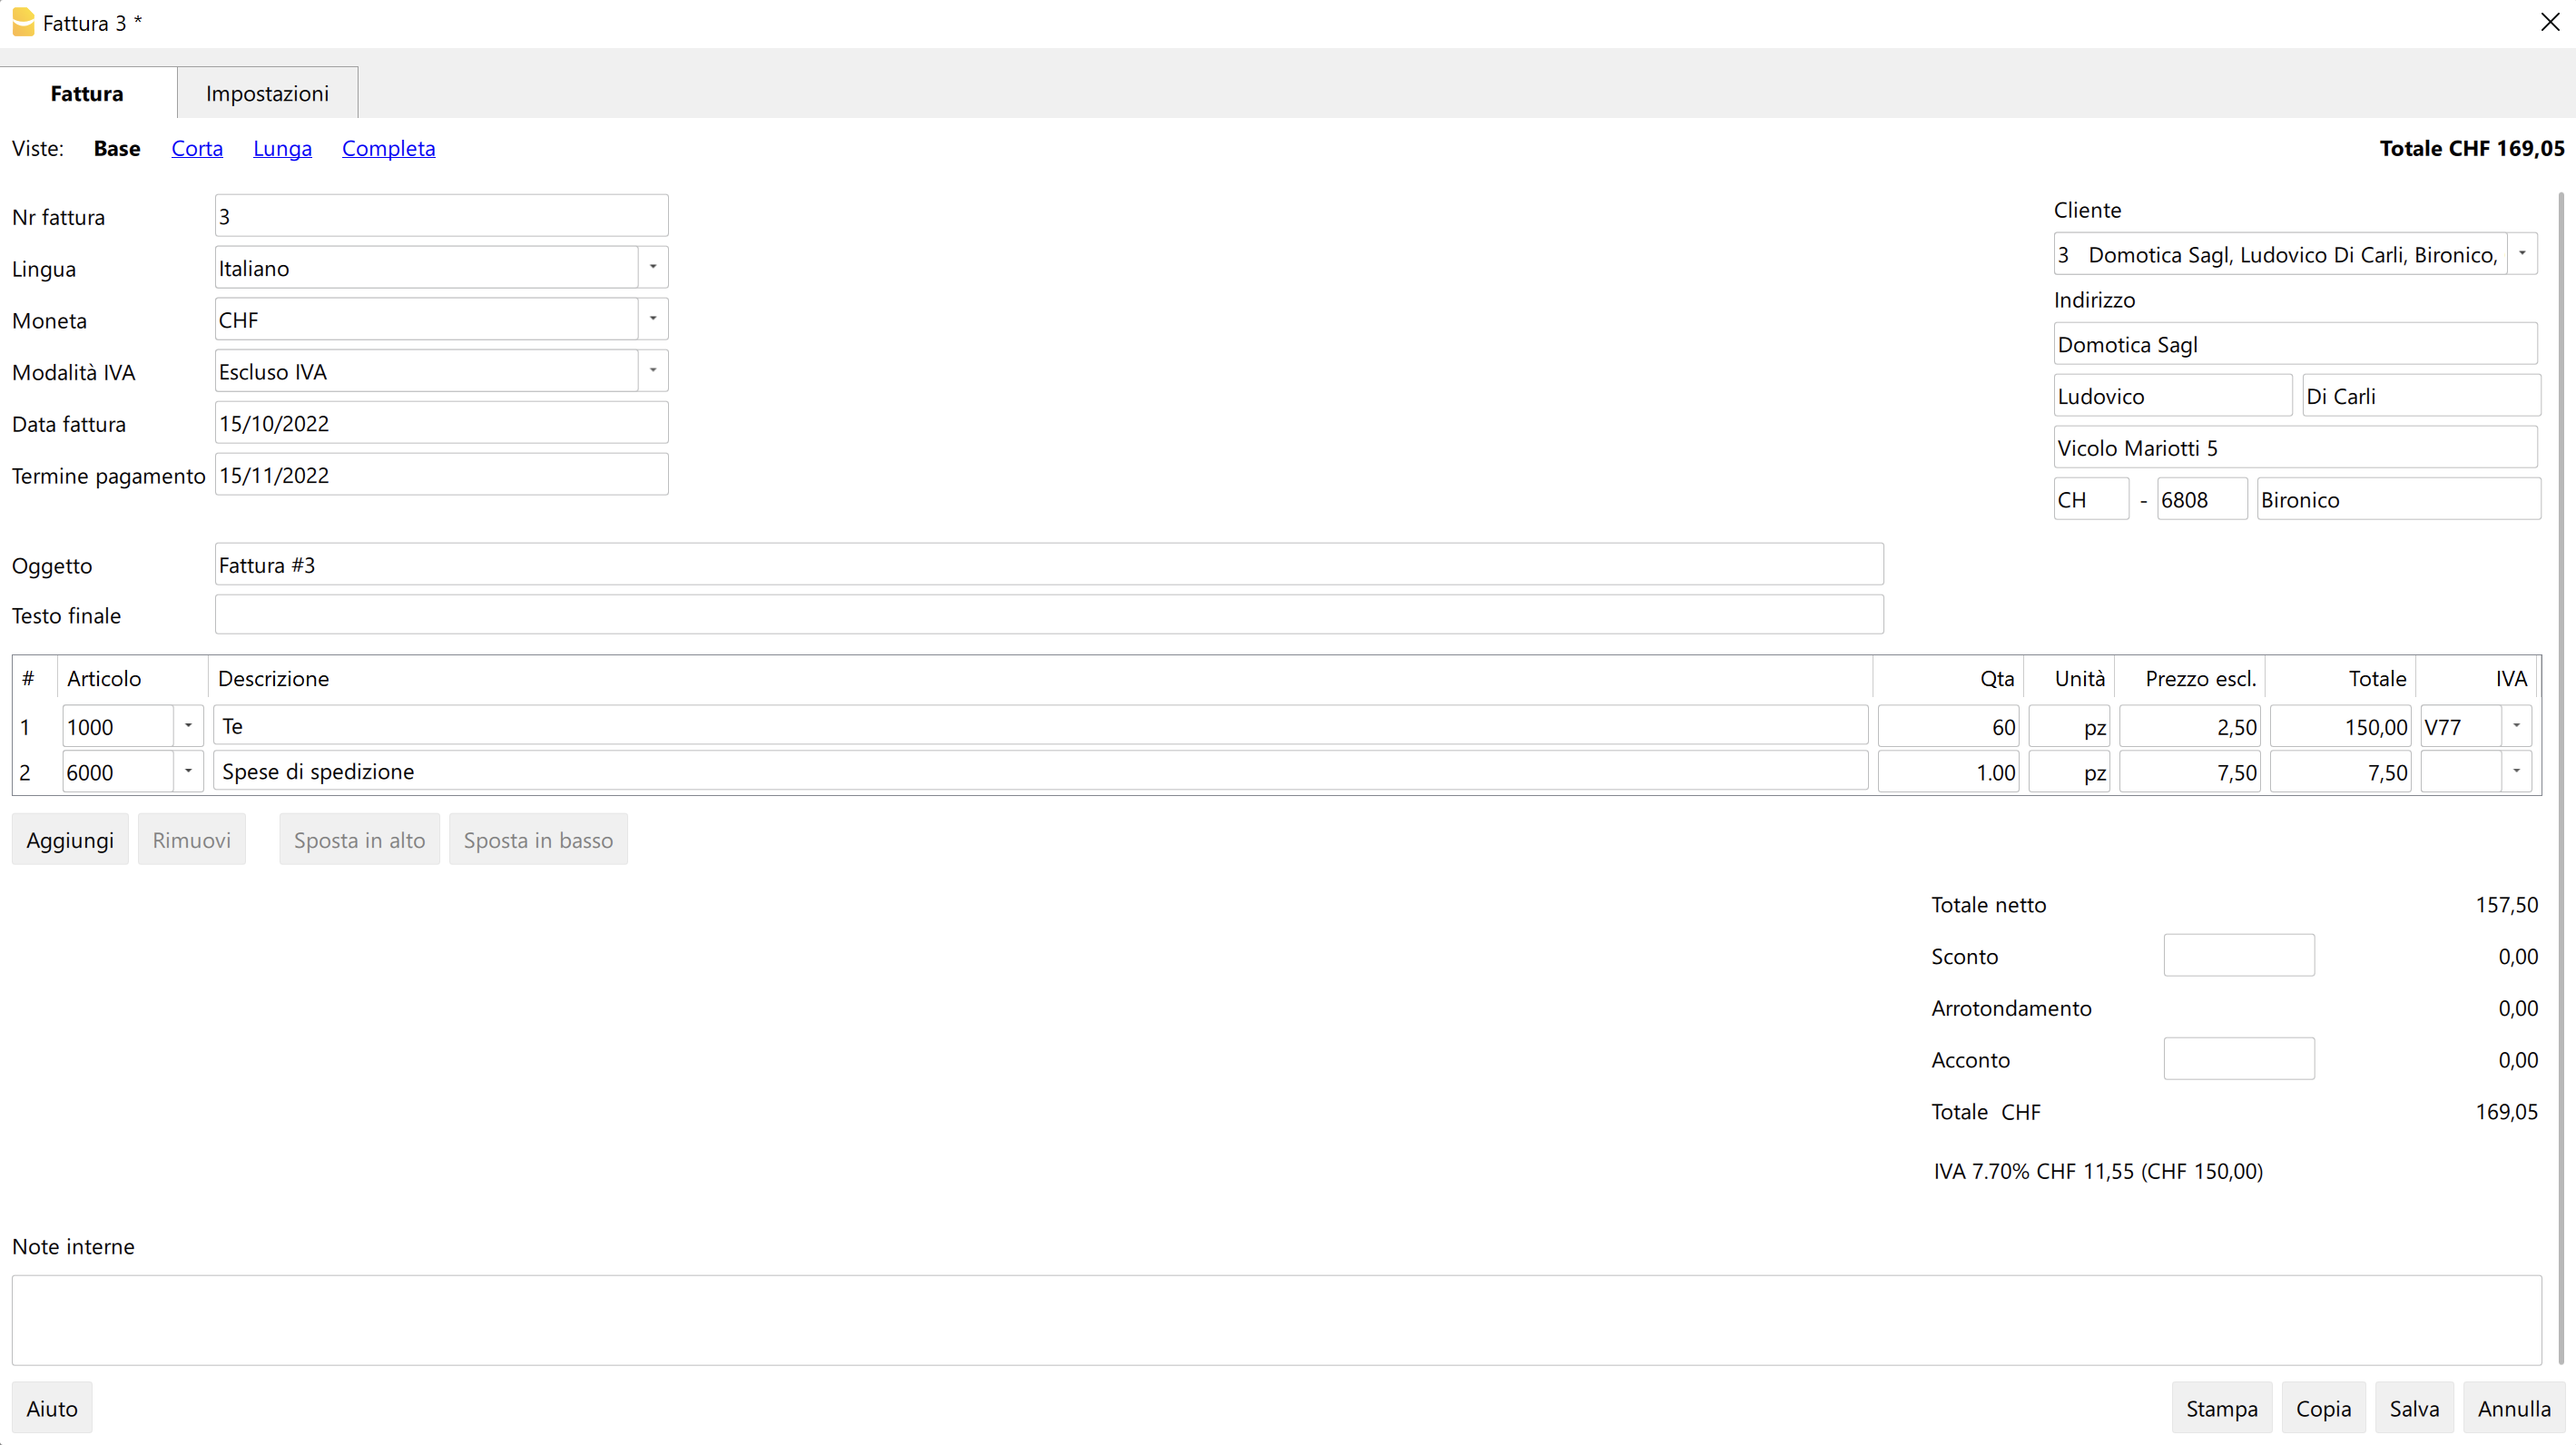 Fattura 3 *
Fattura Impostazioni
Viste: Base Corta Lunga Completa Totale CHF 169,05
Nr fattura 3
Lingua Italiano
Moneta CHF
Modalità IVA Escluso IVA
Data fattura 15/10/2022
Termine pagamento 15/11/2022
Cliente
3 Domotica Sagl, Ludovico Di Carli, Bironico,
Indirizzo
Domotica Sagl
Ludovico Di Carli
Vicolo Mariotti 5
CH - 6808 Bironico
Oggetto Fattura #3
Testo finale
# Articolo Descrizione Qta Unità Prezzo escl. Totale IVA
1 1000 Te 60 pz 2,50 150,00 V77
2 6000 Spese di spedizione 1.00 pz 7,50 7,50
Aggiungi Rimuovi Sposta in alto Sposta in basso
Totale netto 157,50
Sconto 0,00
Arrotondamento 0,00
Acconto 0,00
Totale CHF 169,05
IVA 7.70% CHF 11,55 (CHF 150,00)
Note interne
Aiuto Stampa Copia Salva Annulla